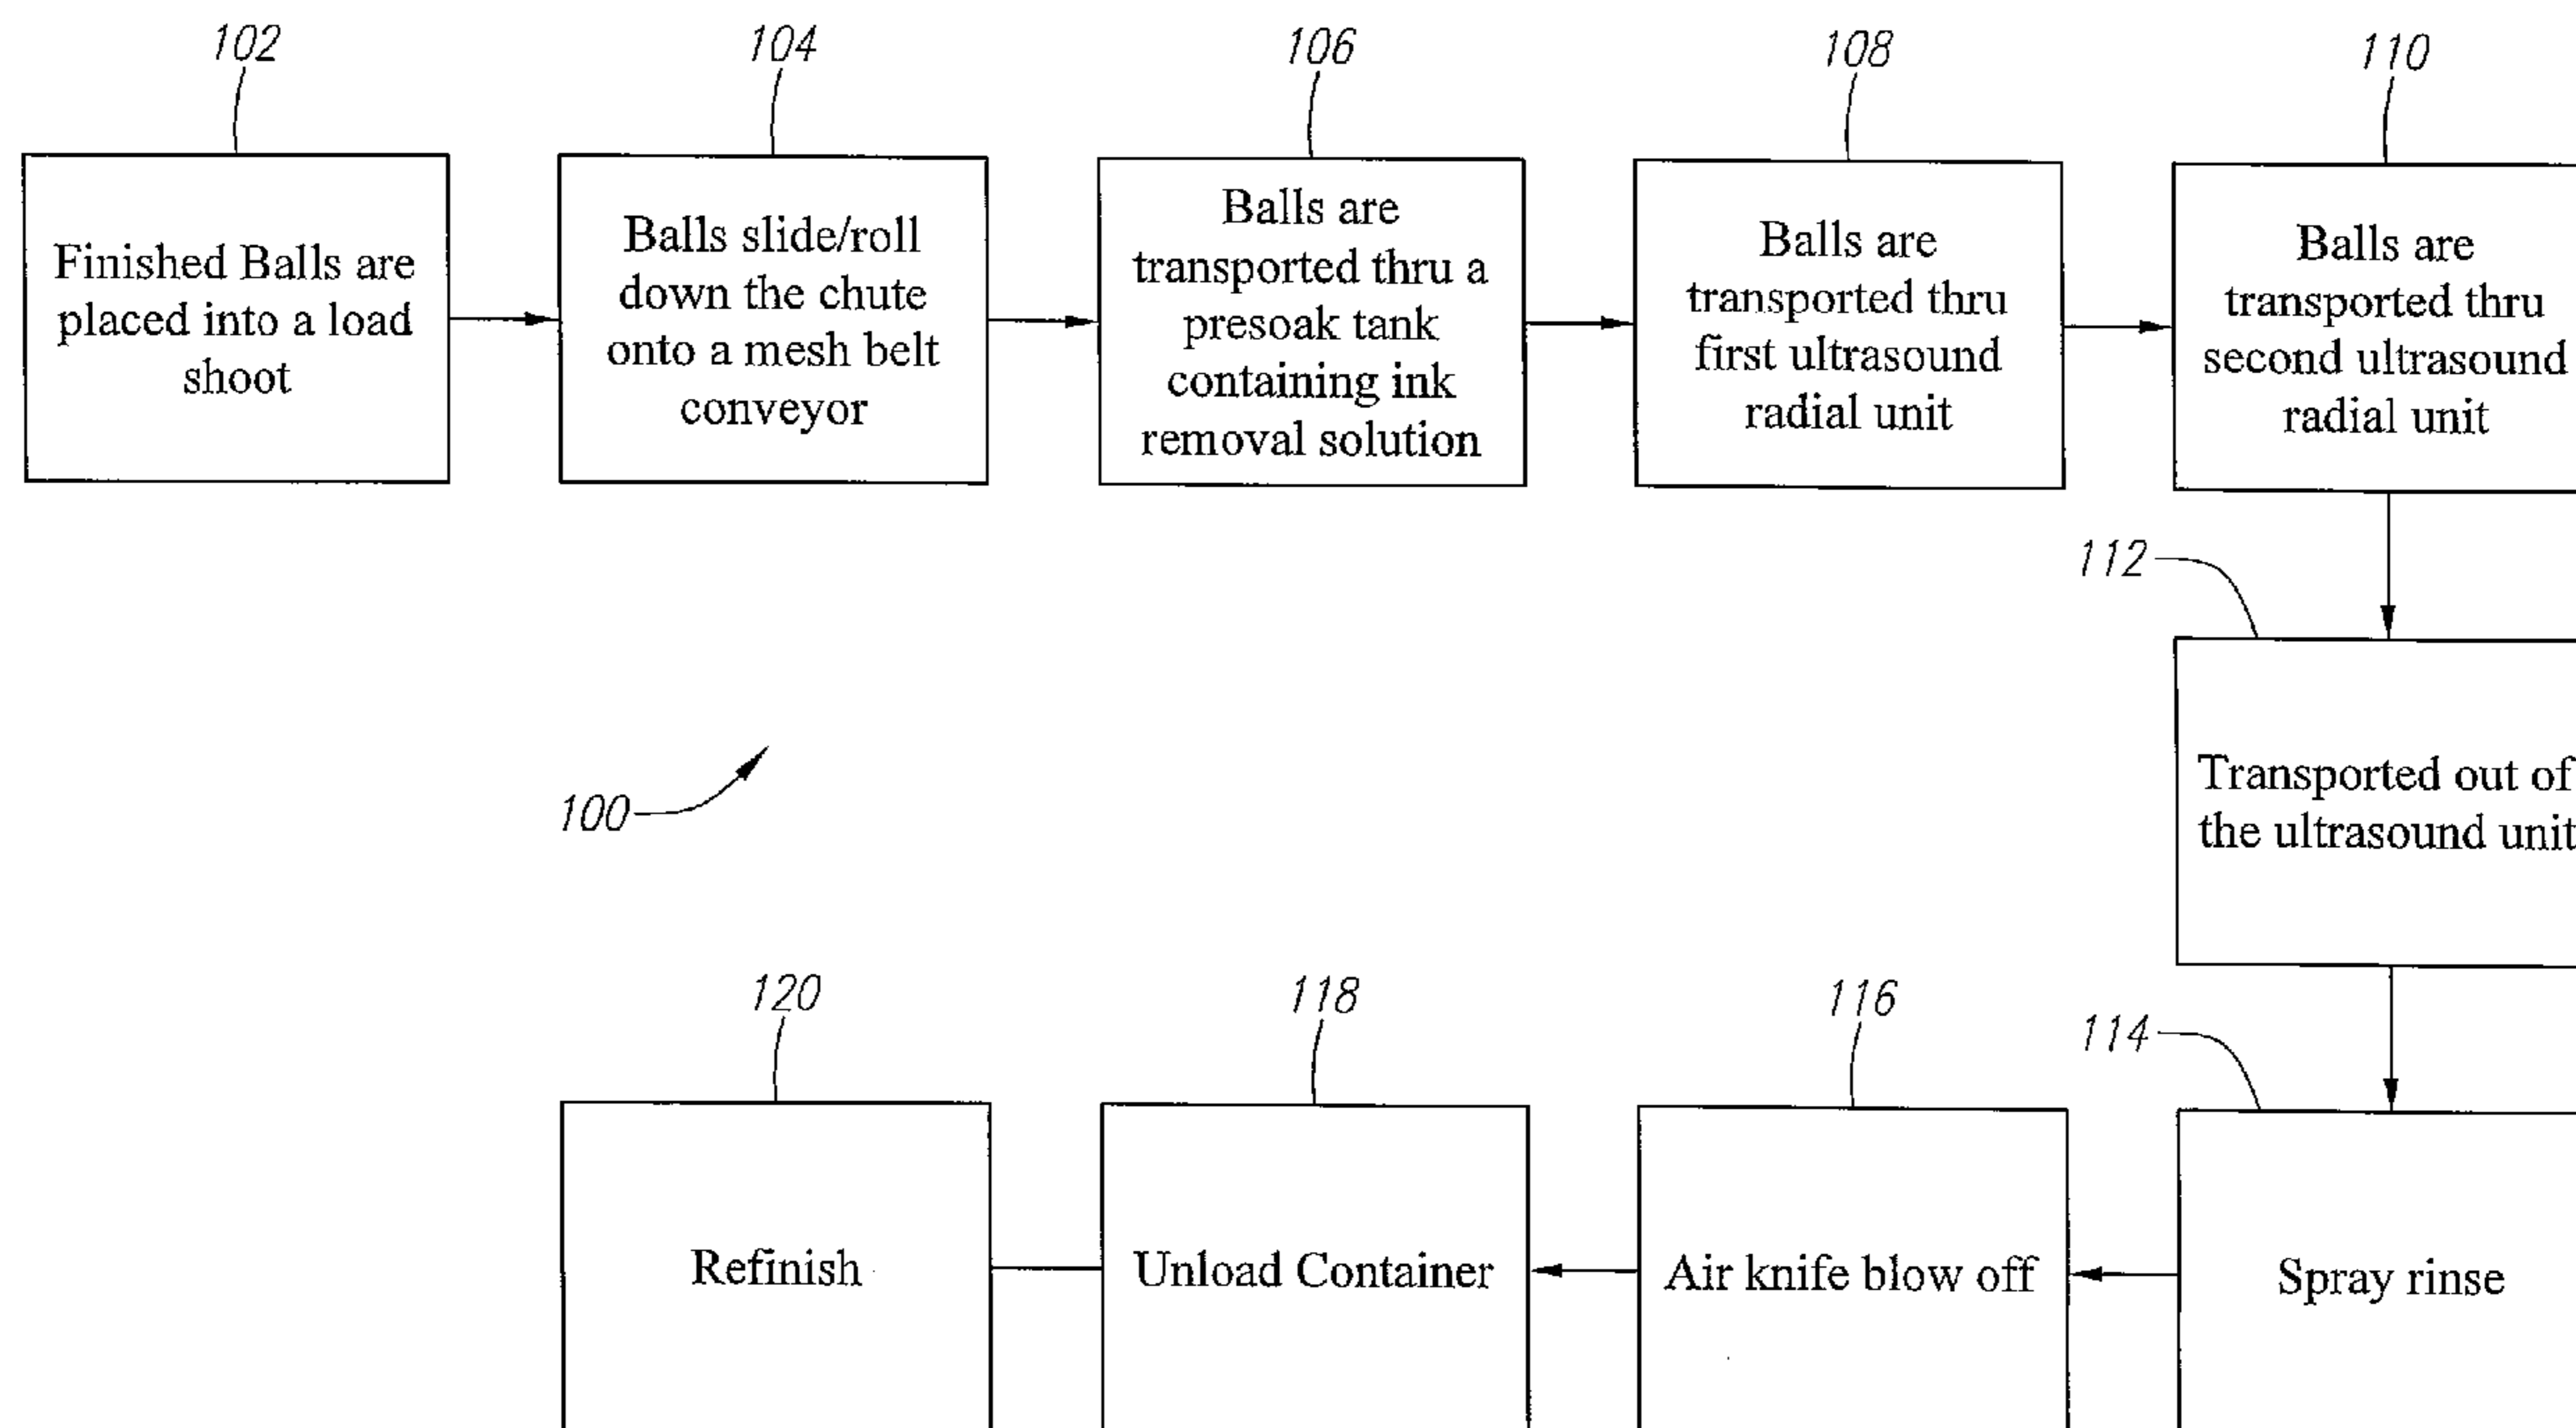 102
Finished Balls are
placed into a load
shoot
104
Balls slide/roll
down the chute
onto a mesh belt
conveyor
106
Balls are
transported thru a
presoak tank
containing ink
removal solution
108
Balls are
transported thru
first ultrasound
radial unit
110
Balls are
transported thru
second ultrasound
radial unit
112
Transported out of
the ultrasound unit
100
114
Spray rinse
116
Air knife blow off
118
Unload Container
120
Refinish